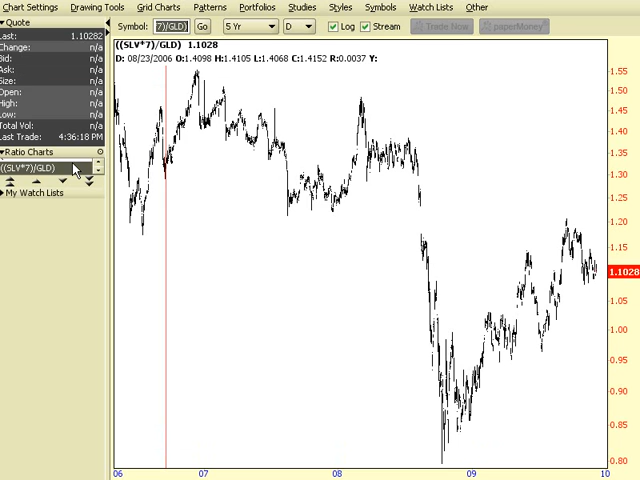 Chart Settings Drawing Tools Grid Charts Patterns Portfolios Studies Styles Symbols Watch Lists Other
Quote
Last: 1.10282
Change: n/a
Bid: n/a
Ask: n/a
Size: n/a
Open: n/a
High: n/a
Low: n/a
Total Vol: n/a
Last Trade: 4:36:18 PM
Ratio Charts
((SLV*7)/GLD)
My Watch Lists
Symbol: 7)/GLD) Go 5 Yr D Log Stream Trade Now paperMoney
((SLV*7)/GLD) 1.1028
D: 08/23/2006 O:1.4098 H:1.4105 L:1.4068 C:1.4152 R:0.0037 Y:
1.55
1.50
1.45
1.40
1.35
1.30
1.25
1.20
1.15
1.1028
1.05
1.00
0.95
0.90
0.85
0.80
06 07 08 09 10